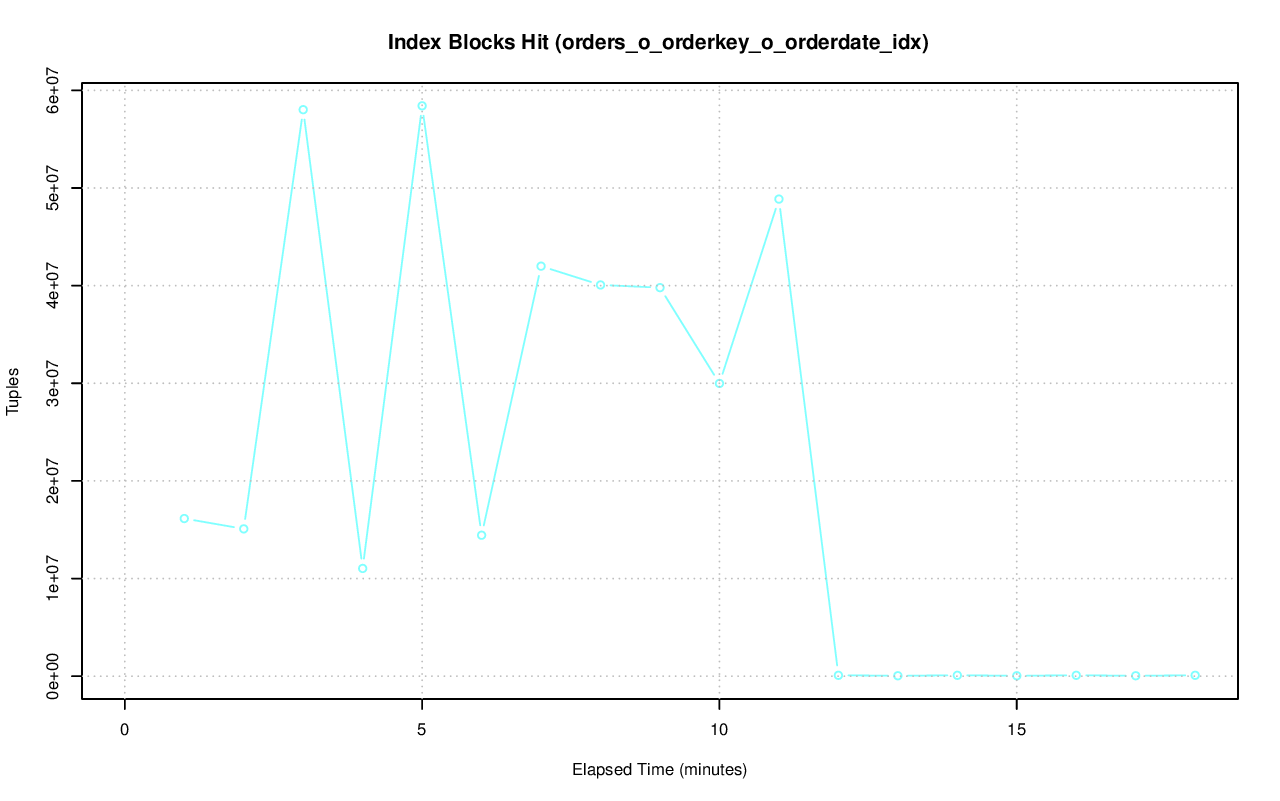 Index Blocks Hit (orders_o_orderkey_o_orderdate_idx)
6e+07
5e+07
4e+07
3e+07
2e+07
1e+07
0e+00
Tuples
0 5 10 15
Elapsed Time (minutes)